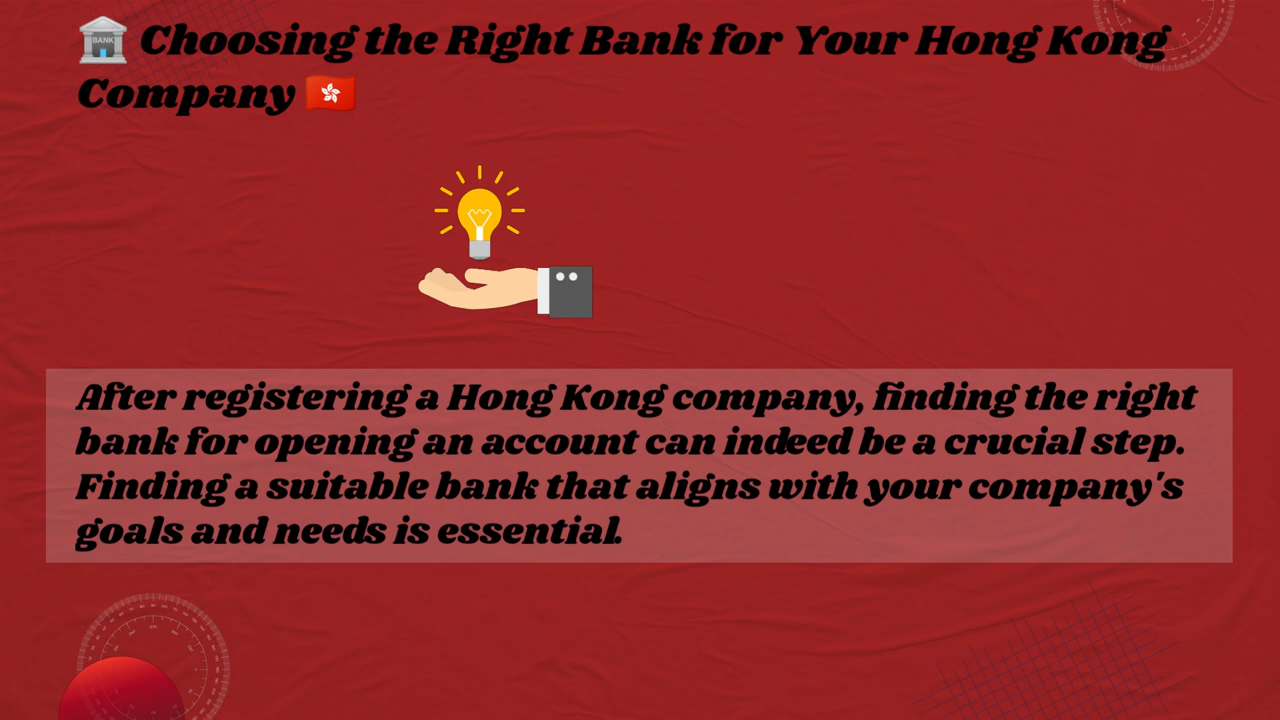 🏦 Choosing the Right Bank for Your Hong Kong
Company 🇭🇰
After registering a Hong Kong company, finding the right
bank for opening an account can indeed be a crucial step.
Finding a suitable bank that aligns with your company's
goals and needs is essential.